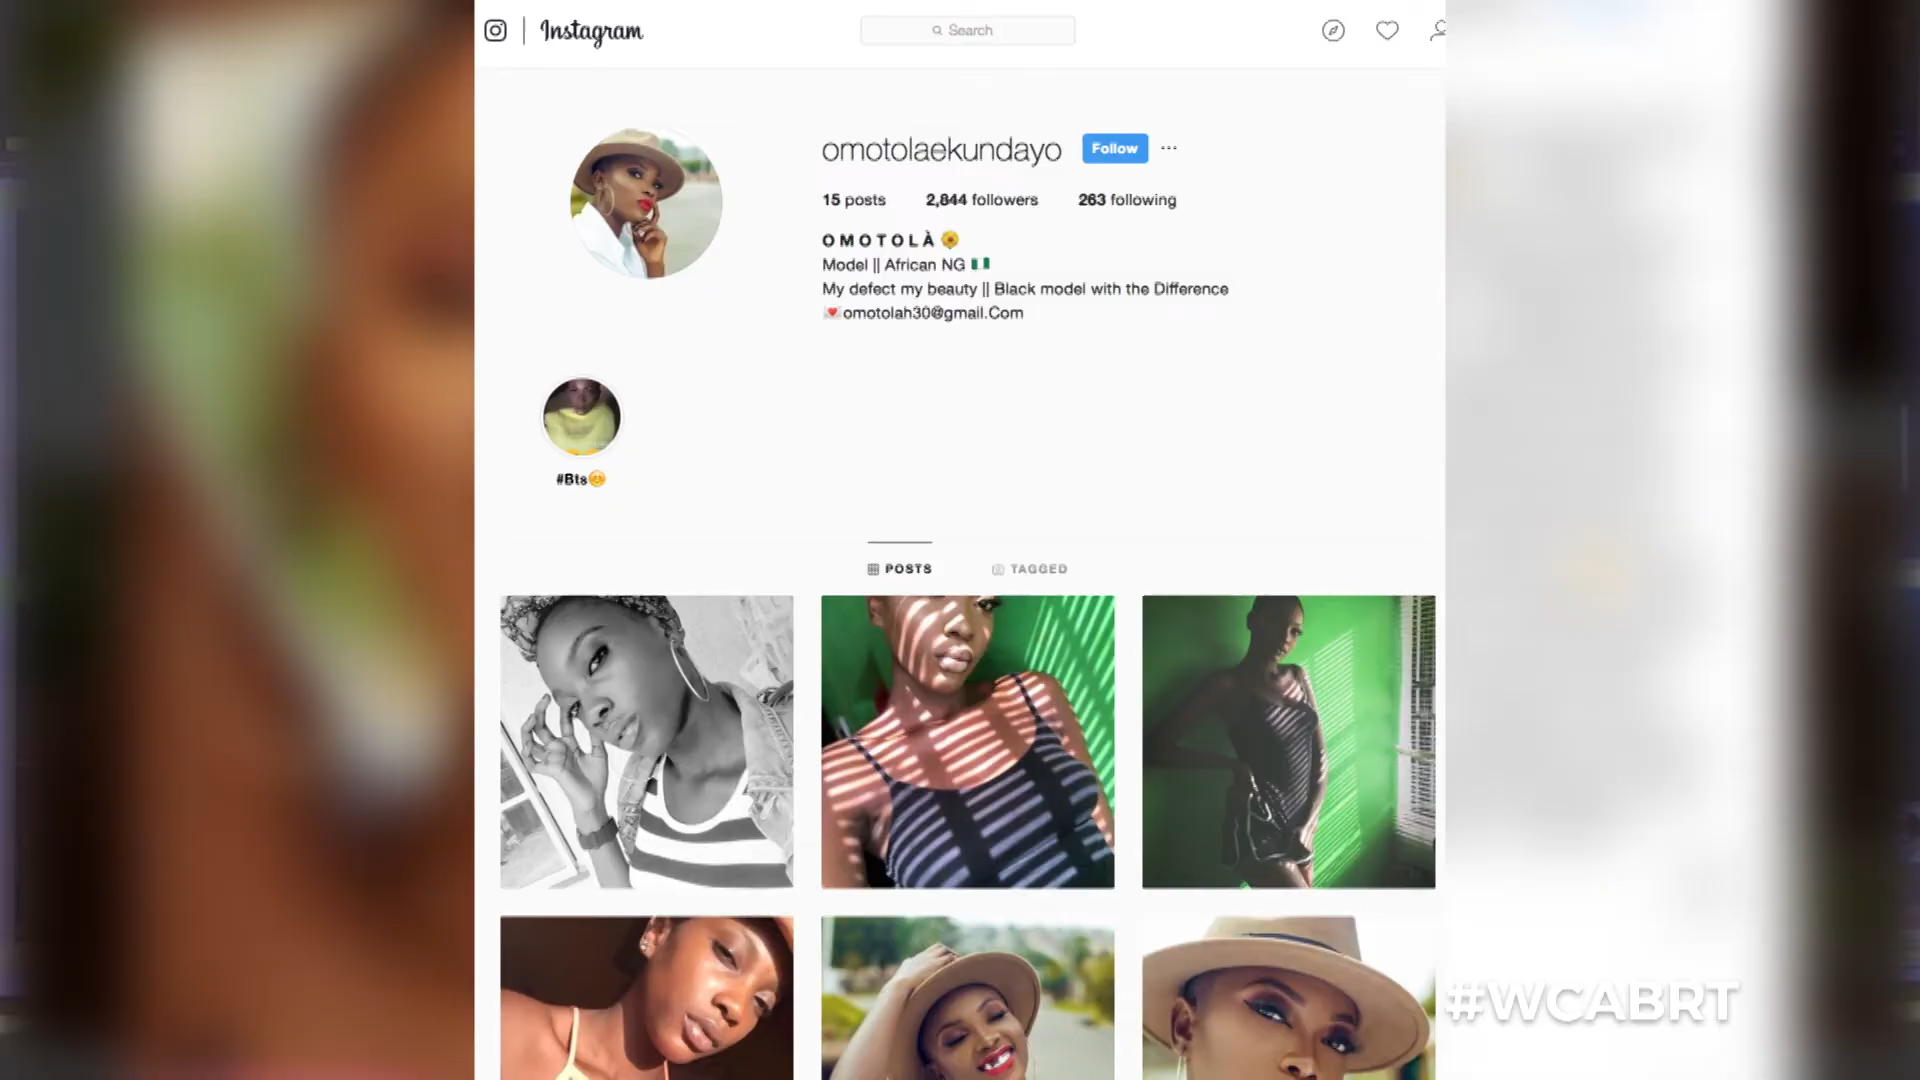 Instagram
Search
omotolaekundayo Follow ...
15 posts 2,844 followers 263 following
O M O T O L À
Model || African NG
My defect my beauty || Black model with the Difference
omotolah30@gmail.Com
#Bts
POSTS TAGGED
#WCABRT